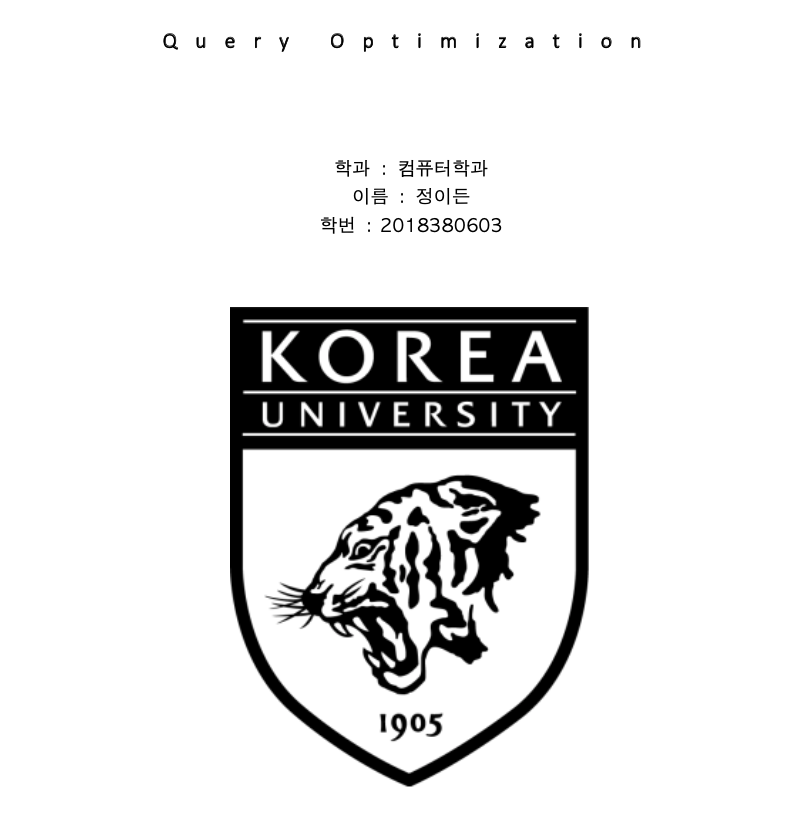 Query Optimization
학과 : 컴퓨터학과
이름 : 정이든
학번 : 2018380603
KOREA
UNIVERSITY
1905